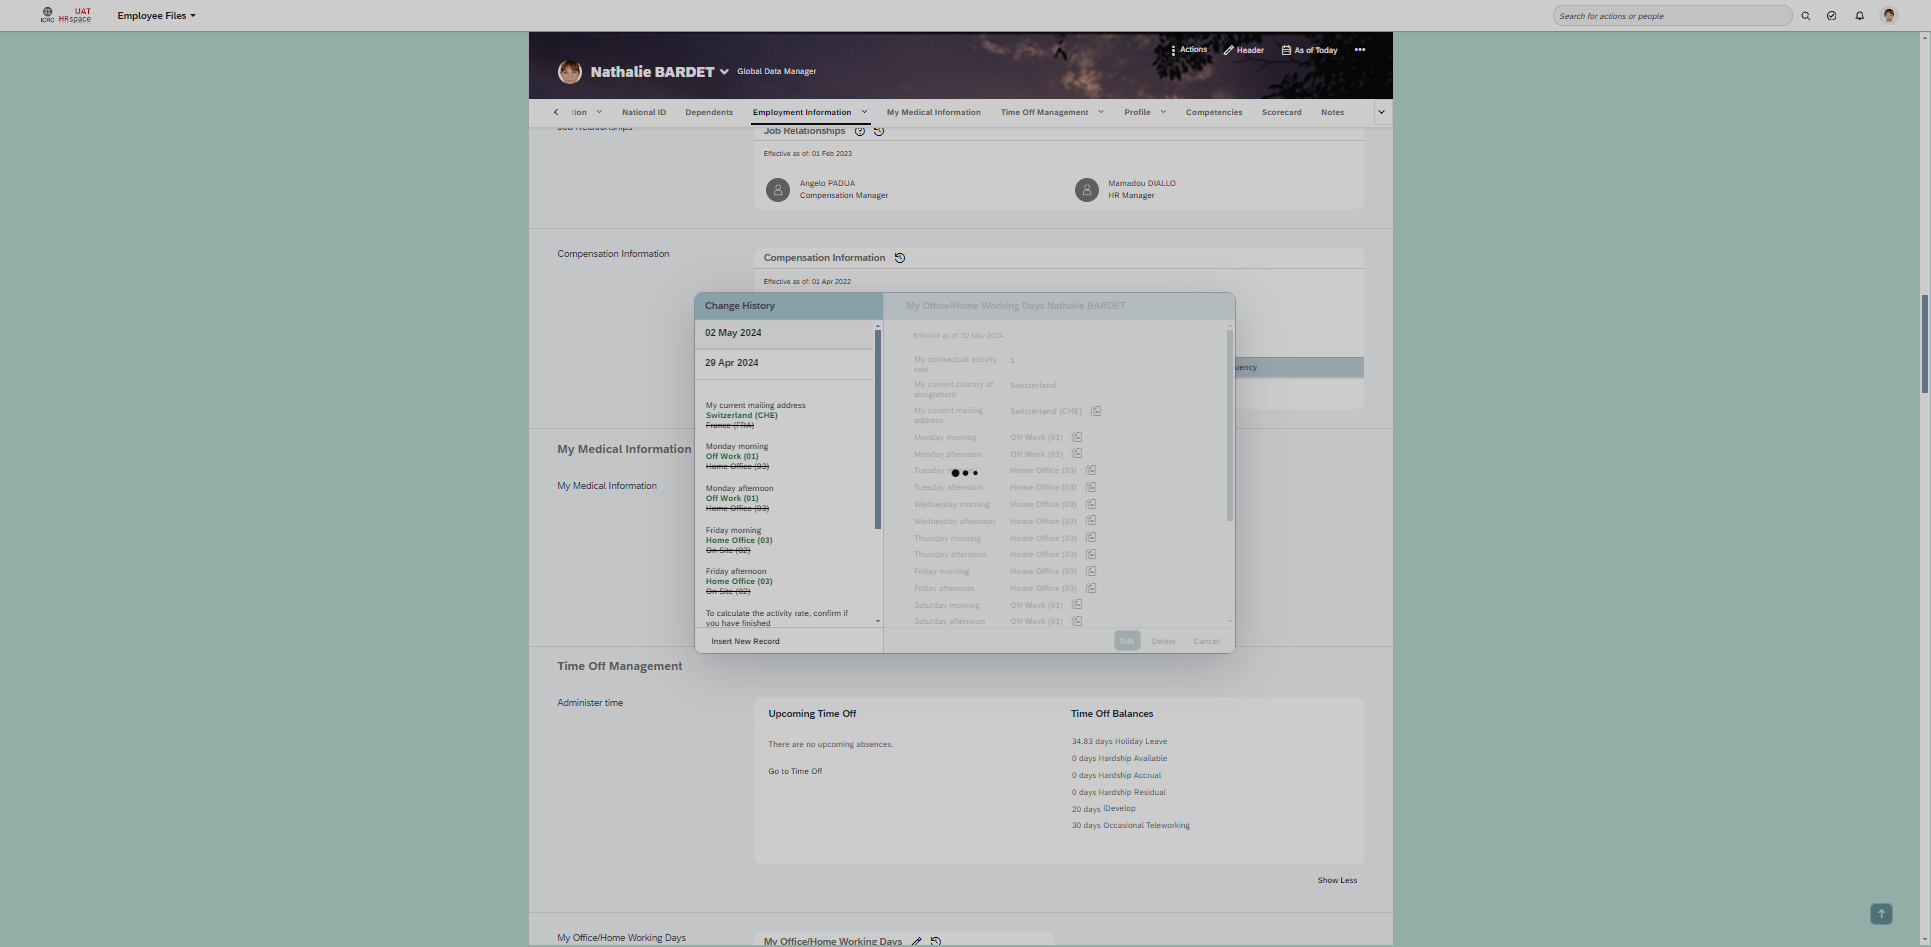 ICRC
UAT
HRspace
Employee Files
Search for actions or people
Actions
Header
As of Today
Nathalie BARDET
Global Data Manager
tion
National ID
Dependents
Employment Information
My Medical Information
Time Off Management
Profile
Competencies
Scorecard
Notes
Job Relationships
Job Relationships
Effective as of: 01 Feb 2023
Angelo PADUA
Compensation Manager
Mamadou DIALLO
HR Manager
Compensation Information
Compensation Information
Effective as of: 01 Apr 2022
uency
Change History
02 May 2024
29 Apr 2024
My current mailing address
Switzerland (CHE)
France (FRA)
Monday morning
Off Work (01)
Home Office (03)
Monday afternoon
Off Work (01)
Home Office (03)
Friday morning
Home Office (03)
On Site (02)
Friday afternoon
Home Office (03)
On Site (02)
To calculate the activity rate, confirm if
you have finished
Insert New Record
My Office/Home Working Days Nathalie BARDET
Effective as of: 02 May 2024
My contractual activity
rate
1
My current country of
assignment
Switzerland
My current mailing
address
Switzerland (CHE)
Monday morning Off Work (01)
Monday afternoon Off Work (01)
Tuesday morning Home Office (03)
Tuesday afternoon Home Office (03)
Wednesday morning Home Office (03)
Wednesday afternoon Home Office (03)
Thursday morning Home Office (03)
Thursday afternoon Home Office (03)
Friday morning Home Office (03)
Friday afternoon Home Office (03)
Saturday morning Off Work (01)
Saturday afternoon Off Work (01)
Edit
Delete
Cancel
My Medical Information
My Medical Information
Time Off Management
Administer time
Upcoming Time Off
There are no upcoming absences.
Go to Time Off
Time Off Balances
34.83 days Holiday Leave
0 days Hardship Available
0 days Hardship Accrual
0 days Hardship Residual
20 days iDevelop
30 days Occasional Teleworking
Show Less
My Office/Home Working Days
My Office/Home Working Days